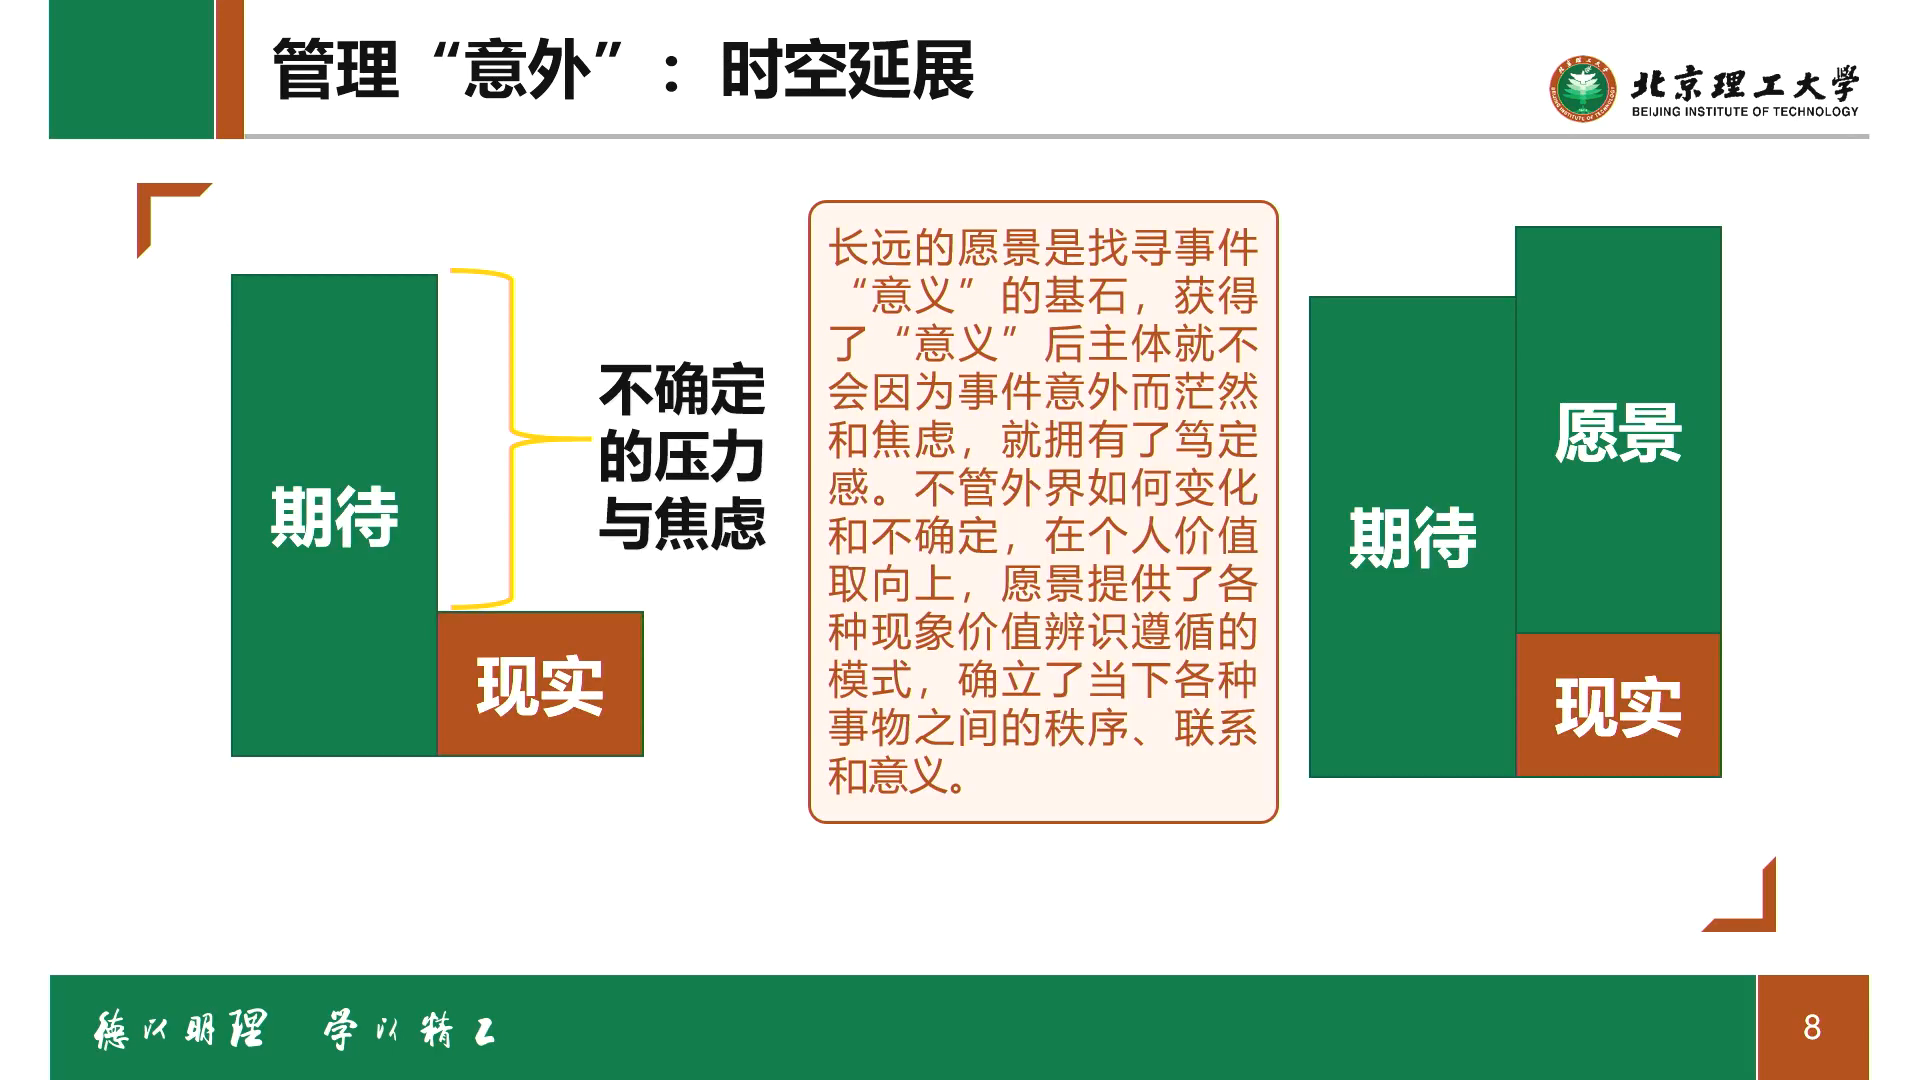 管理“意外”：时空延展
北京理工大学
BEIJING INSTITUTE OF TECHNOLOGY
期待
现实
不确定
的压力
与焦虑
长远的愿景是找寻事件
“意义”的基石，获得
了“意义”后主体就不
会因为事件意外而茫然
和焦虑，就拥有了笃定
感。不管外界如何变化
和不确定，在个人价值
取向上，愿景提供了各
种现象价值辨识遵循的
模式，确立了当下各种
事物之间的秩序、联系
和意义。
期待
愿景
现实
德以明理 学以精工
8